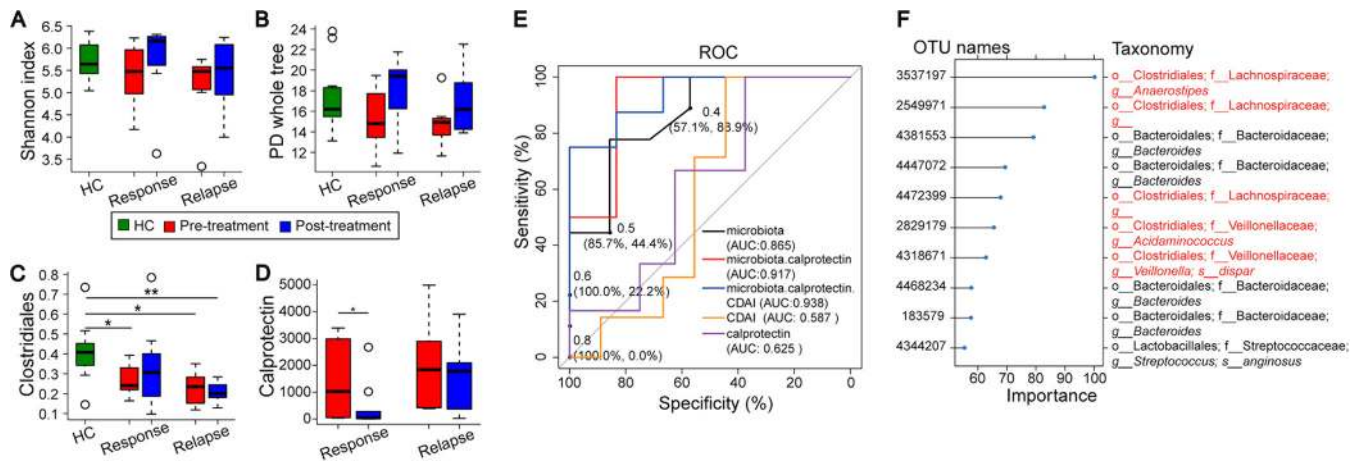 A
Shannon index
6.5
6.0
5.5
5.0
4.5
4.0
3.5
HC
Response
Relapse
B
PD whole tree
24
22
20
18
16
14
12
HC
Response
Relapse
HC
Pre-treatment
Post-treatment
C
Clostridiales
0.8
0.7
0.6
0.5
0.4
0.3
0.2
0.1
**
*
*
HC
Response
Relapse
D
Calprotectin
5000
4000
3000
2000
1000
0
*
Response
Relapse
E
ROC
Sensitivity (%)
100
80
60
40
20
0
0.4
(57.1%, 88.9%)
0.5
(85.7%, 44.4%)
0.6
(100.0%, 22.2%)
0.8
(100.0%, 0.0%)
microbiota
(AUC:0.865)
microbiota.calprotectin
(AUC:0.917)
microbiota.calprotectin.
CDAI (AUC:0.938)
CDAI (AUC: 0.587 )
calprotectin
(AUC: 0.625 )
100 80 60 40 20 0
Specificity (%)
F
OTU names Taxonomy
3537197 o__Clostridiales; f__Lachnospiraceae;
g__Anaerostipes
2549971 o__Clostridiales; f__Lachnospiraceae;
g__
4381553 o__Bacteroidales; f__Bacteroidaceae;
g__Bacteroides
4447072 o__Bacteroidales; f__Bacteroidaceae;
g__Bacteroides
4472399 o__Clostridiales; f__Lachnospiraceae;
g__
2829179 o__Clostridiales; f__Veillonellaceae;
g__Acidaminococcus
4318671 o__Clostridiales; f__Veillonellaceae;
g__Veillonella; s__dispar
4468234 o__Bacteroidales; f__Bacteroidaceae;
g__Bacteroides
183579 o__Bacteroidales; f__Bacteroidaceae;
g__Bacteroides
4344207 o__Lactobacillales; f__Streptococcaceae;
g__Streptococcus; s__anginosus
60 70 80 90 100
Importance